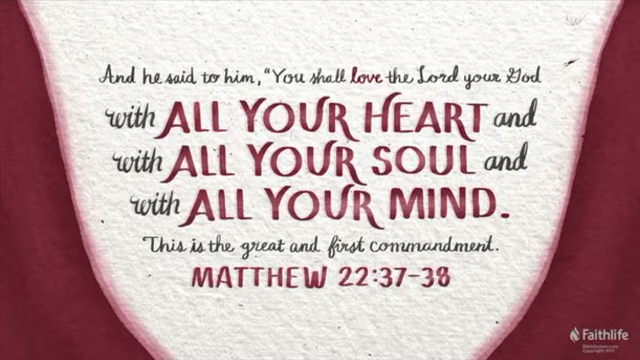 And he said to him, "You shall love the Lord your God
with ALL YOUR HEART and
with ALL YOUR SOUL and
with ALL YOUR MIND.
This is the great and first commandment.
MATTHEW 22:37-38
Faithlife